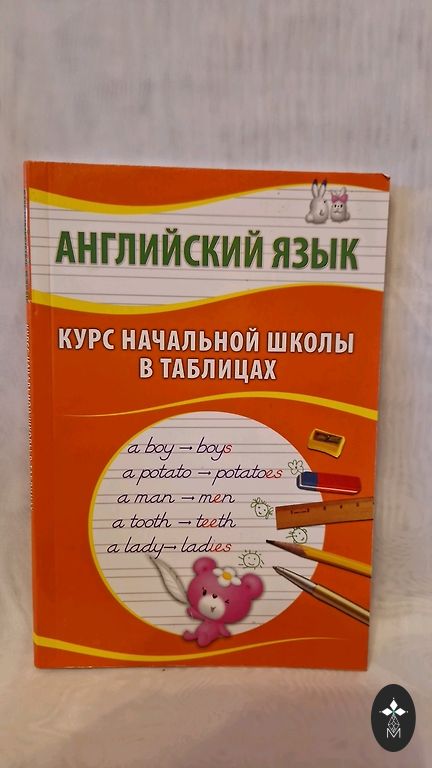 АНГЛИЙСКИЙ ЯЗЫК
КУРС НАЧАЛЬНОЙ ШКОЛЫ
В ТАБЛИЦАХ
a boy → boys
a potato → potatoes
a man → men
a tooth → teeth
a lady → ladies
M